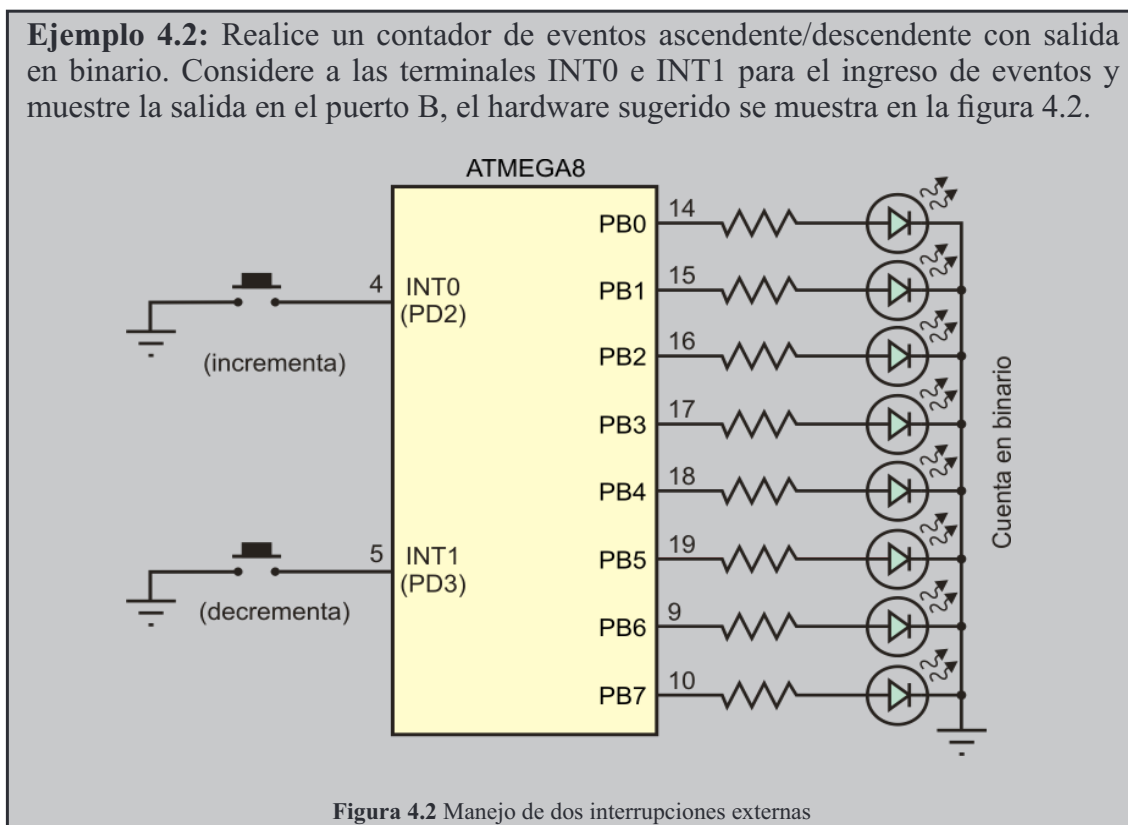 Ejemplo 4.2: Realice un contador de eventos ascendente/descendente con salida
en binario. Considere a las terminales INT0 e INT1 para el ingreso de eventos y
muestre la salida en el puerto B, el hardware sugerido se muestra en la figura 4.2.
ATMEGA8
PB0 14
4 INT0
(PD2)
(incrementa)
PB1 15
PB2 16
PB3 17
PB4 18
5 INT1
(PD3)
(decrementa)
PB5 19
PB6 9
PB7 10
Cuenta en binario
Figura 4.2 Manejo de dos interrupciones externas